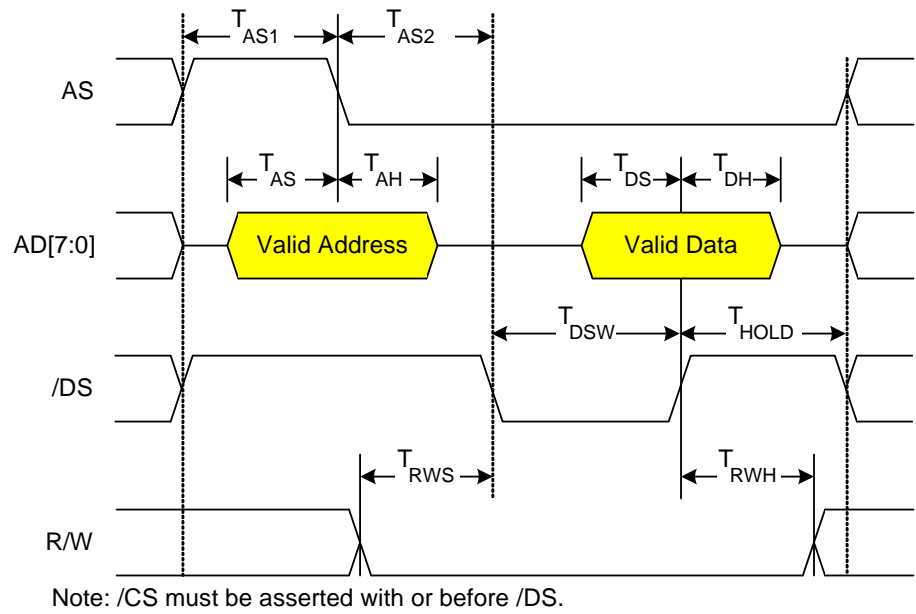 TAS1 TAS2
AS
TAS TAH TDS TDH
AD[7:0] Valid Address Valid Data
TDSW THOLD
/DS
TRWS TRWH
R/W
Note: /CS must be asserted with or before /DS.